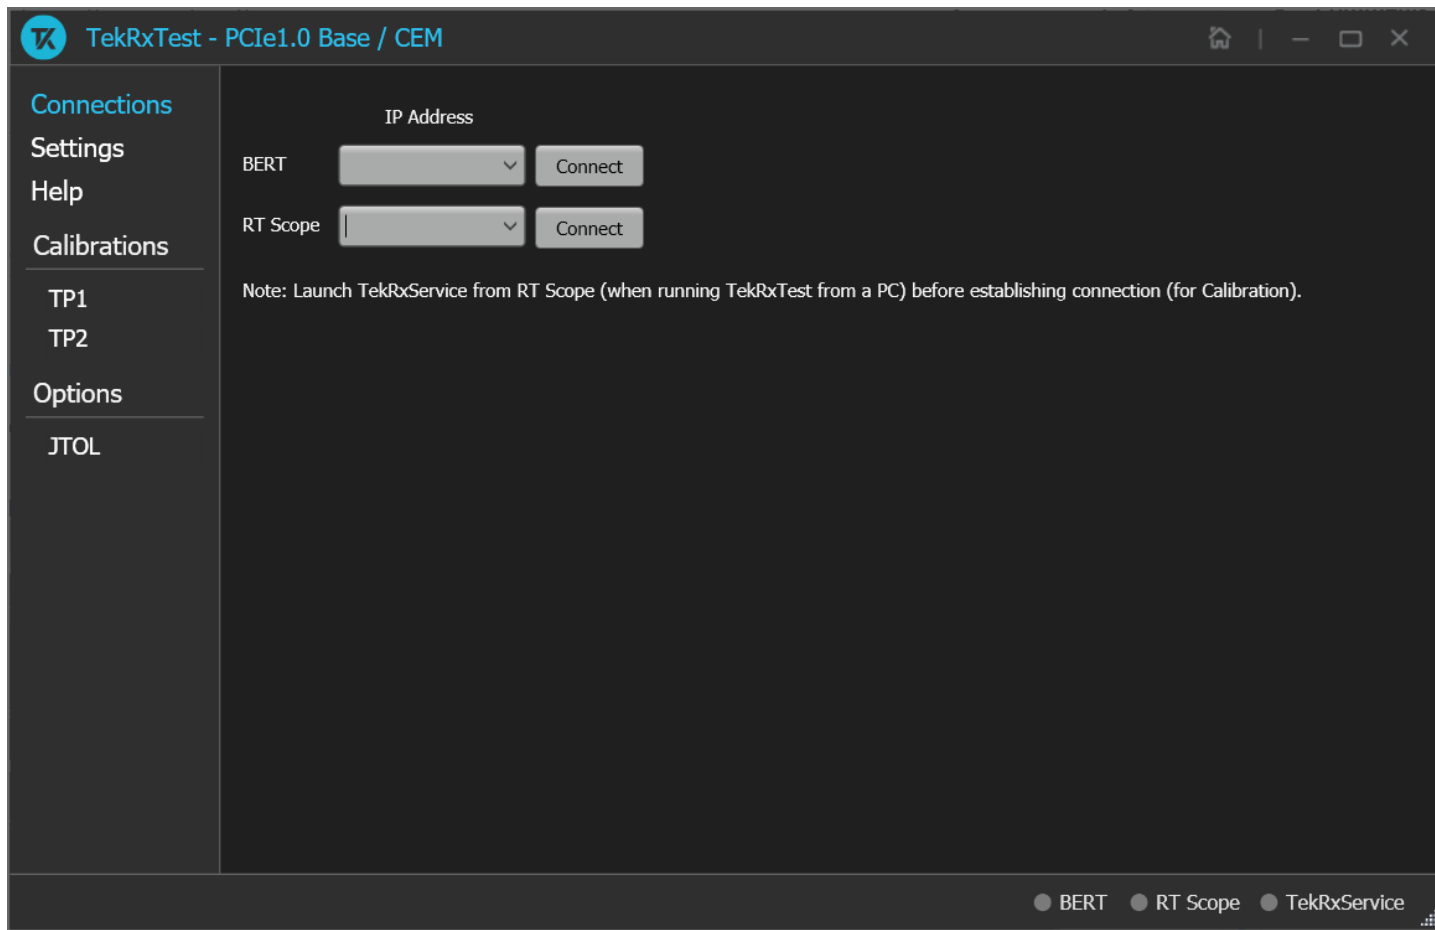 TekRxTest - PCIe1.0 Base / CEM
Connections
Settings
Help
Calibrations
TP1
TP2
Options
JTOL
IP Address
BERT
Connect
RT Scope
Connect
Note: Launch TekRxService from RT Scope (when running TekRxTest from a PC) before establishing connection (for Calibration).
BERT
RT Scope
TekRxService